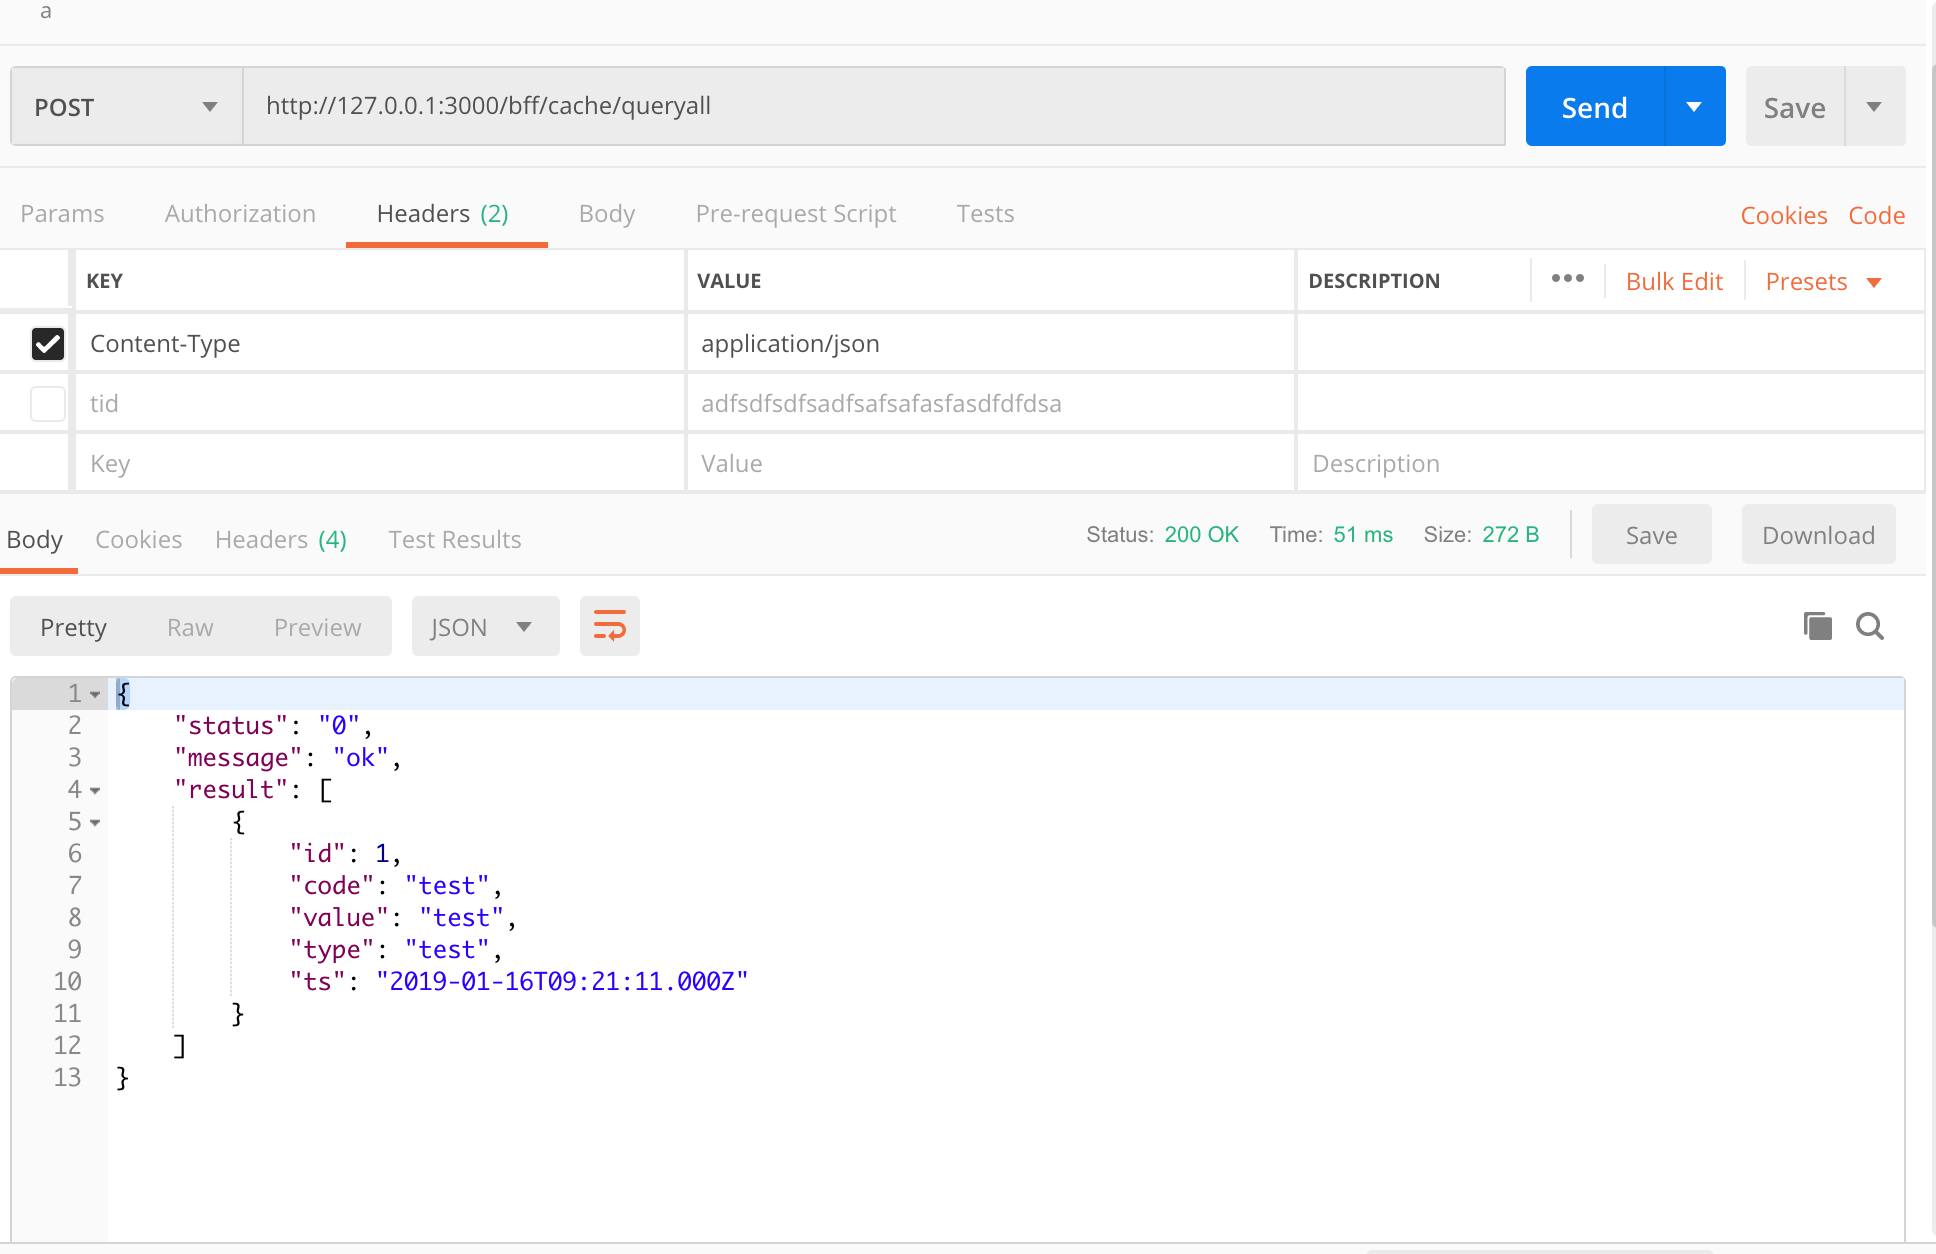 a
POST http://127.0.0.1:3000/bff/cache/queryall Send Save
Params Authorization Headers (2) Body Pre-request Script Tests Cookies Code
KEY VALUE DESCRIPTION ••• Bulk Edit Presets
Content-Type application/json
tid adfsdfsdfsadfsafsafasfasdfdfdsa
Key Value Description
Body Cookies Headers (4) Test Results Status: 200 OK Time: 51 ms Size: 272 B Save Download
Pretty Raw Preview JSON
1 {
2 "status": "0",
3 "message": "ok",
4 "result": [
5 {
6 "id": 1,
7 "code": "test",
8 "value": "test",
9 "type": "test",
10 "ts": "2019-01-16T09:21:11.000Z"
11 }
12 ]
13 }